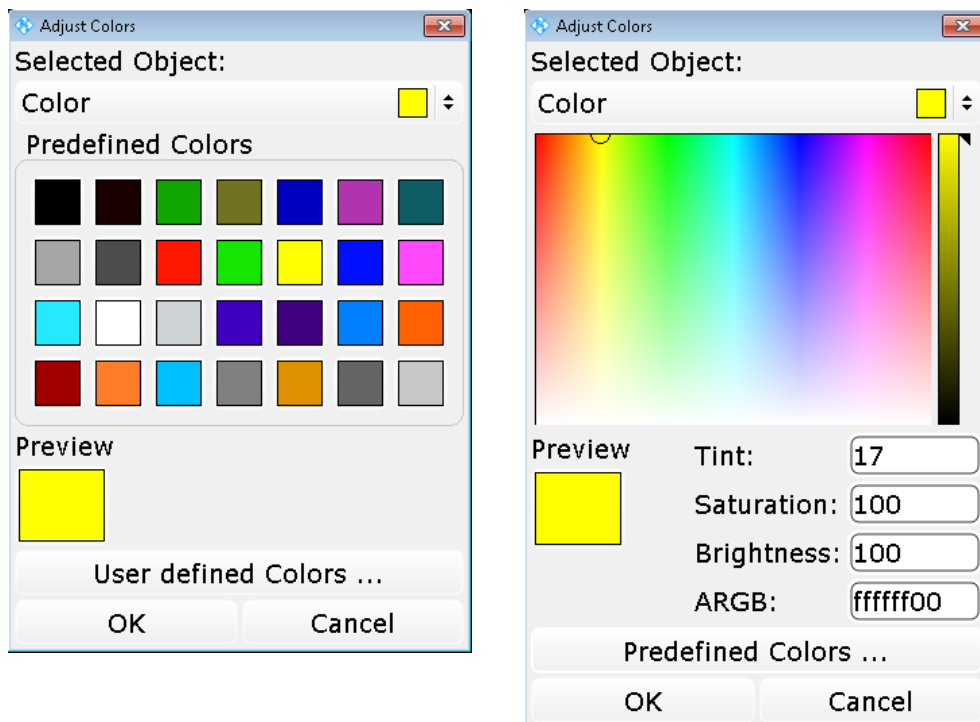 Adjust Colors
Selected Object:
Color
Predefined Colors
Preview
User defined Colors ...
OK Cancel
Adjust Colors
Selected Object:
Color
Preview
Tint: 17
Saturation: 100
Brightness: 100
ARGB: ffffff00
Predefined Colors ...
OK Cancel